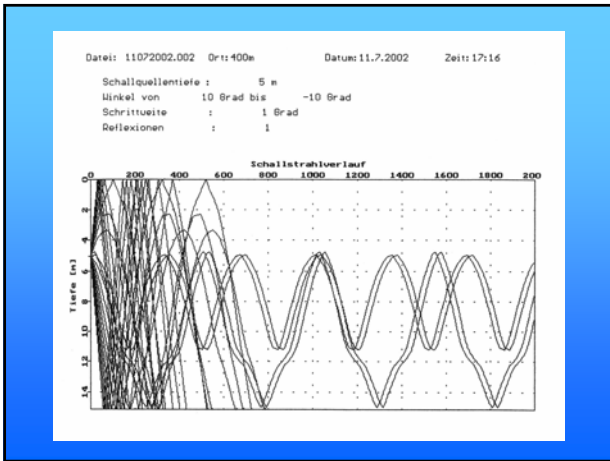 Datei: 11072002.002 Ort:400m Datum:11.7.2002 Zeit:17:16
Schallquellentiefe : 5 m
Winkel von 10 Grad bis -10 Grad
Schrittweite : 1 Grad
Reflexionen : 1
Schallstrahlverlauf
0 200 400 600 800 1000 1200 1400 1600 1800 200
Tiefe [m]
0
2
4
6
8
10
12
14